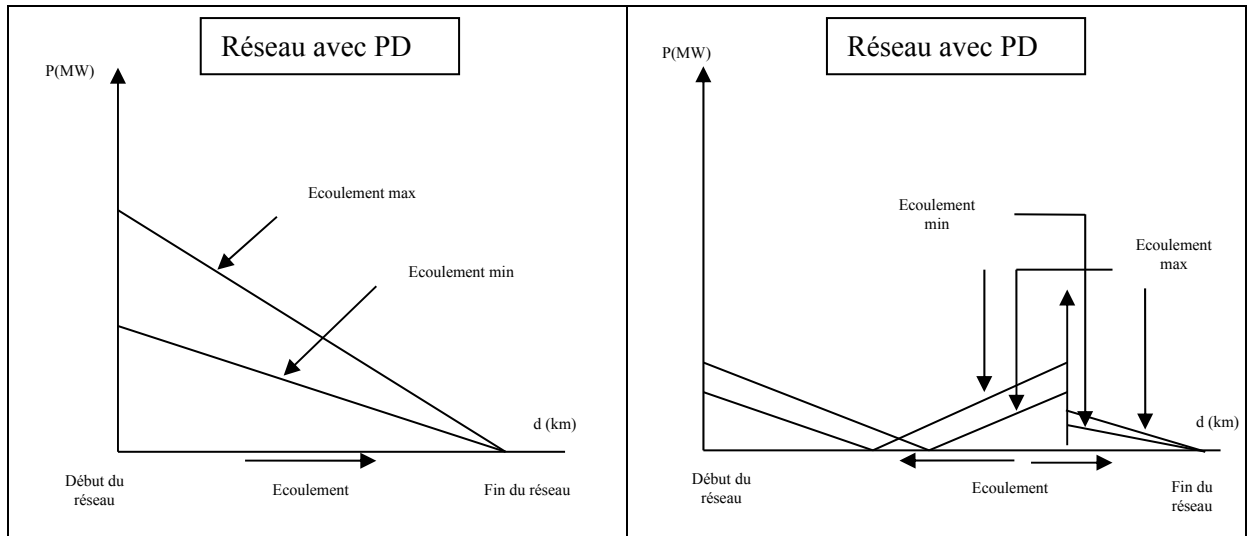 Réseau avec PD
P(MW)
Ecoulement max
Ecoulement min
d (km)
Début du
réseau
Ecoulement
Fin du réseau
Réseau avec PD
P(MW)
Ecoulement
min
Ecoulement
max
d (km)
Début du
réseau
Ecoulement
Fin du
réseau